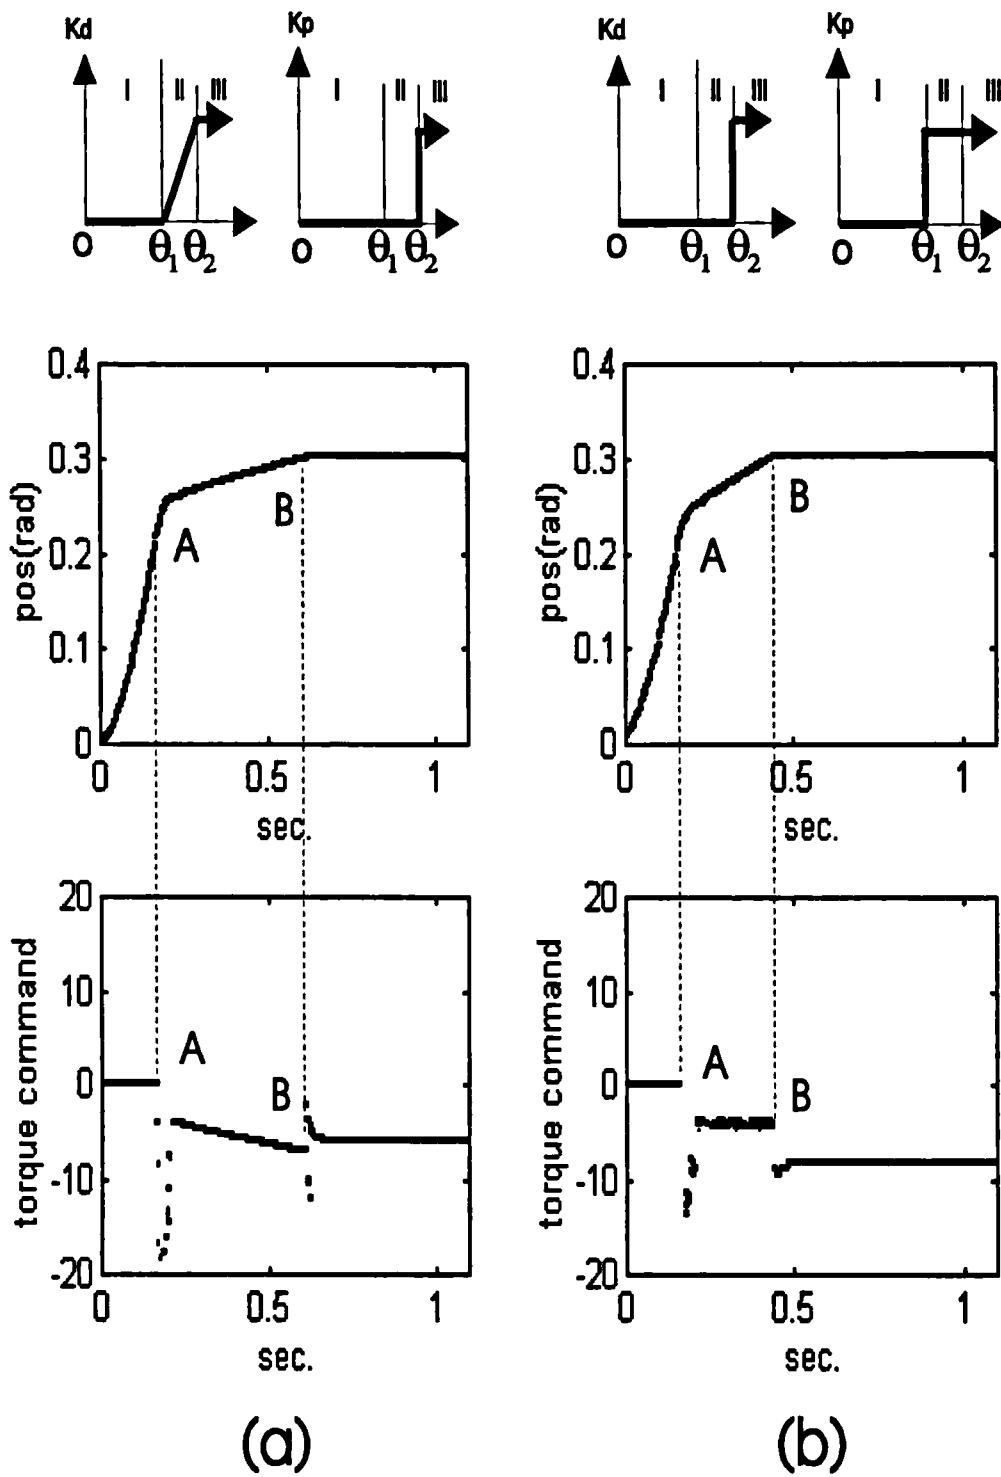 Kd Kp Kd Kp
I II III I II III I II III I II III
0 θ1 θ2 0 θ1 θ2 0 θ1 θ2 0 θ1 θ2
pos(rad)
0.4
0.3
0.2
0.1
0
A
B
0 0.5 1
sec.
pos(rad)
0.4
0.3
0.2
0.1
0
A
B
0 0.5 1
sec.
torque command
20
10
0
-10
-20
A
B
0 0.5 1
sec.
torque command
20
10
0
-10
-20
A
B
0 0.5 1
sec.
(a) (b)